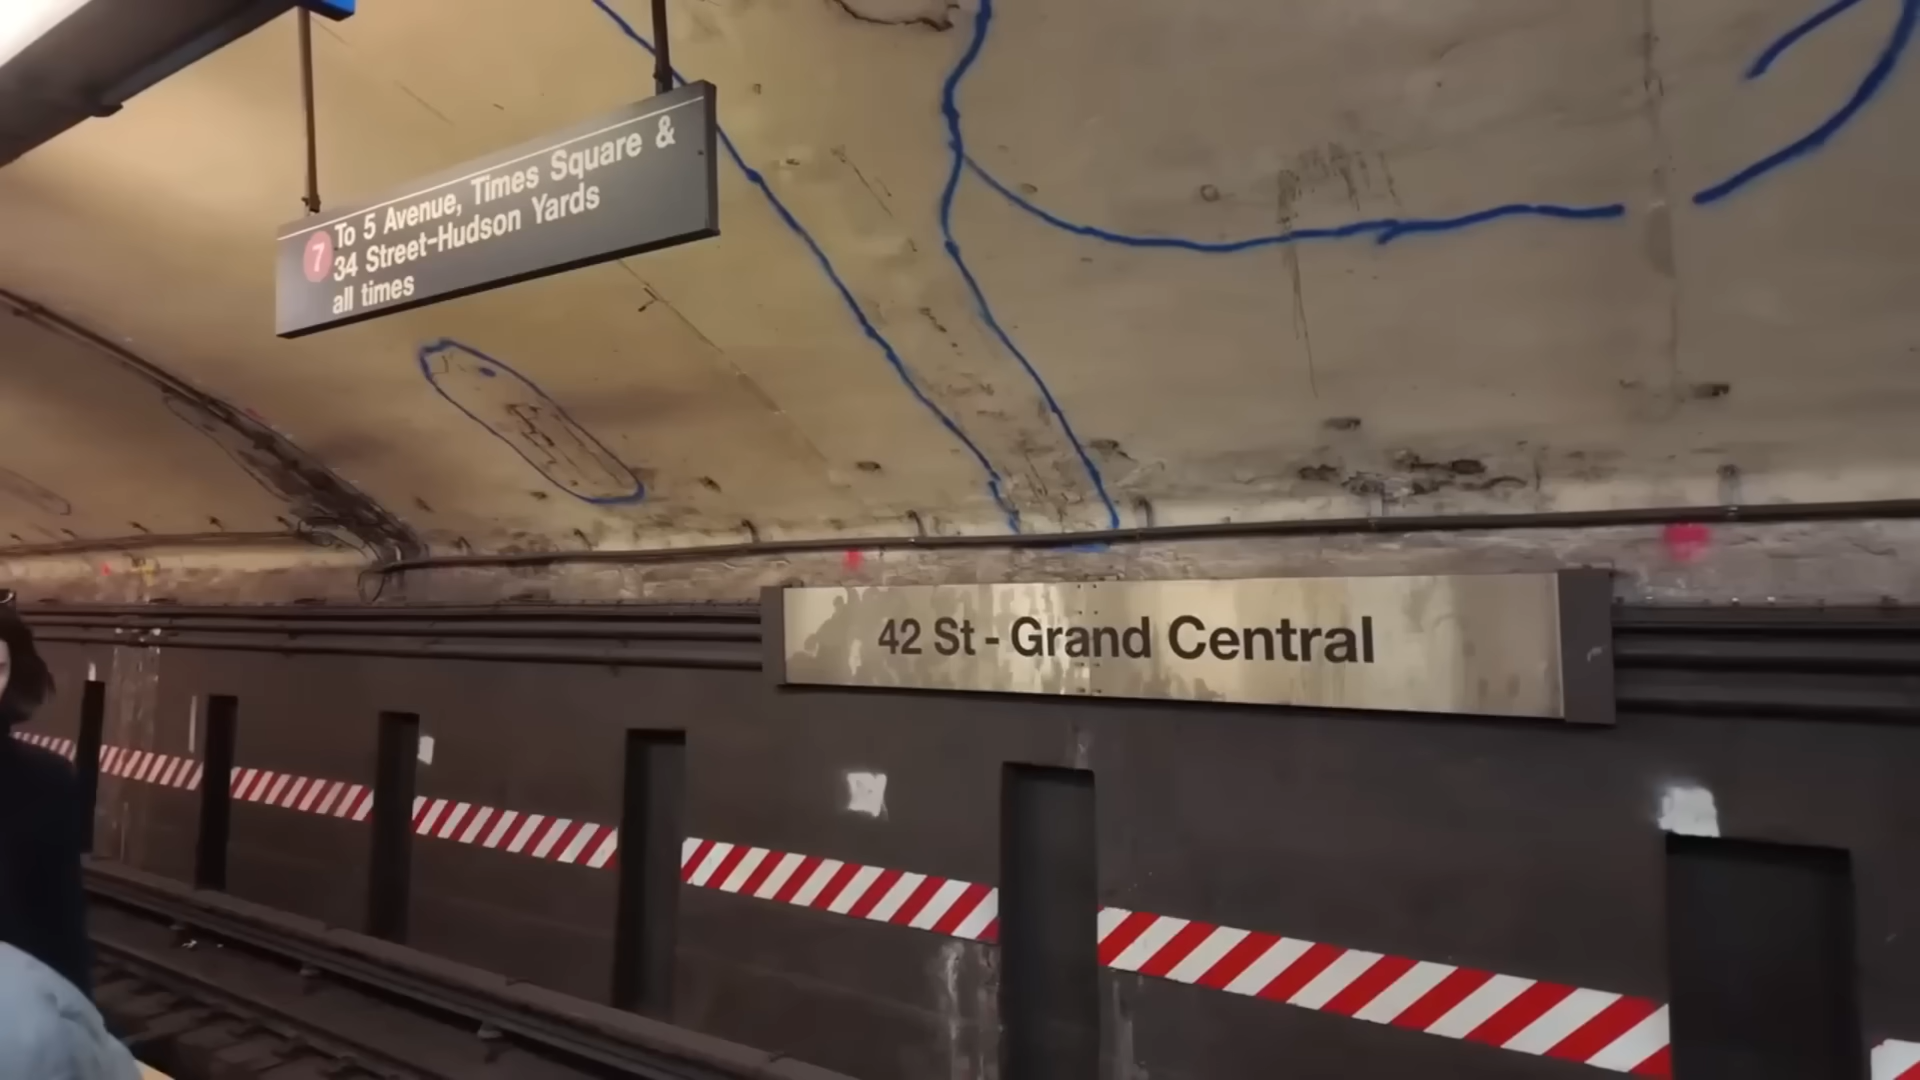 7 To 5 Avenue, Times Square &
34 Street-Hudson Yards
all times
42 St - Grand Central